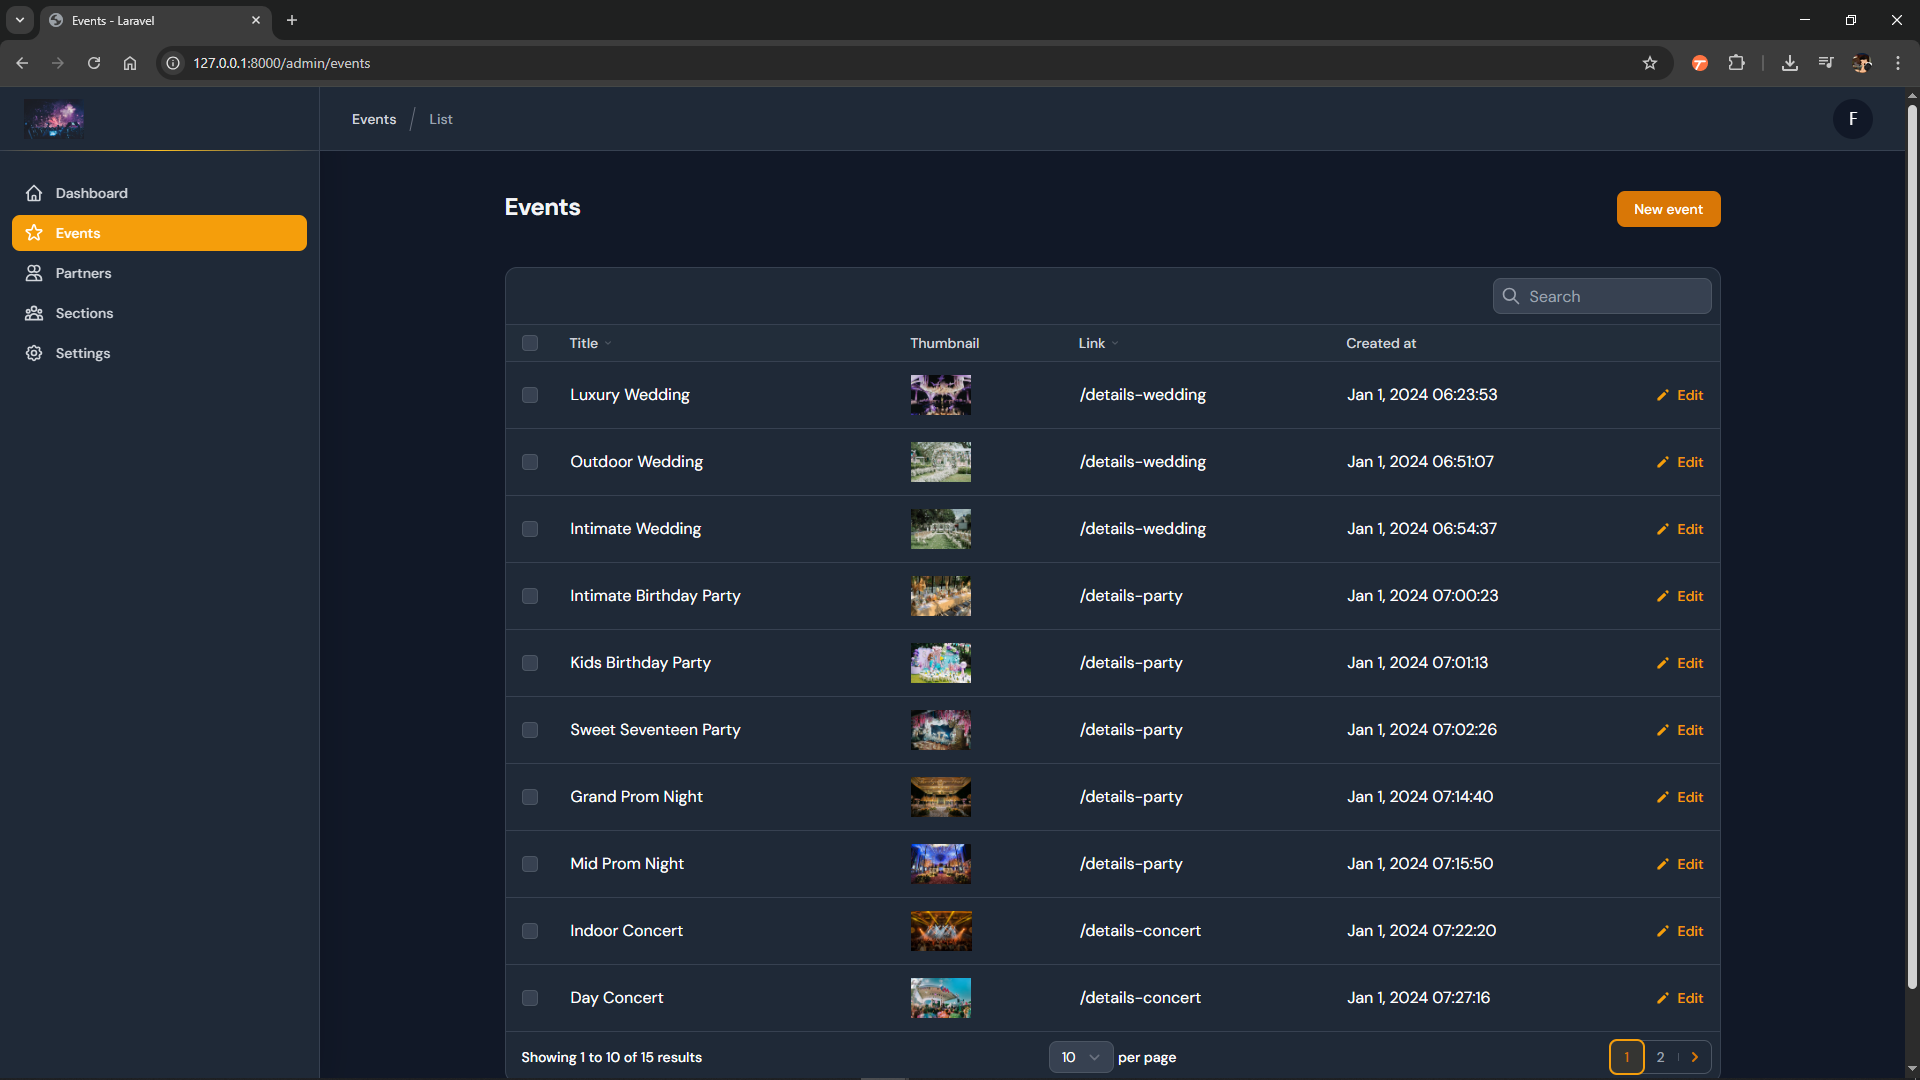 Events - Laravel
127.0.0.1:8000/admin/events
Events / List
F
Dashboard
Events
Partners
Sections
Settings
Events
New event
Search
Title Thumbnail Link Created at
Luxury Wedding /details-wedding Jan 1, 2024 06:23:53 Edit
Outdoor Wedding /details-wedding Jan 1, 2024 06:51:07 Edit
Intimate Wedding /details-wedding Jan 1, 2024 06:54:37 Edit
Intimate Birthday Party /details-party Jan 1, 2024 07:00:23 Edit
Kids Birthday Party /details-party Jan 1, 2024 07:01:13 Edit
Sweet Seventeen Party /details-party Jan 1, 2024 07:02:26 Edit
Grand Prom Night /details-party Jan 1, 2024 07:14:40 Edit
Mid Prom Night /details-party Jan 1, 2024 07:15:50 Edit
Indoor Concert /details-concert Jan 1, 2024 07:22:20 Edit
Day Concert /details-concert Jan 1, 2024 07:27:16 Edit
Showing 1 to 10 of 15 results 10 per page 1 2